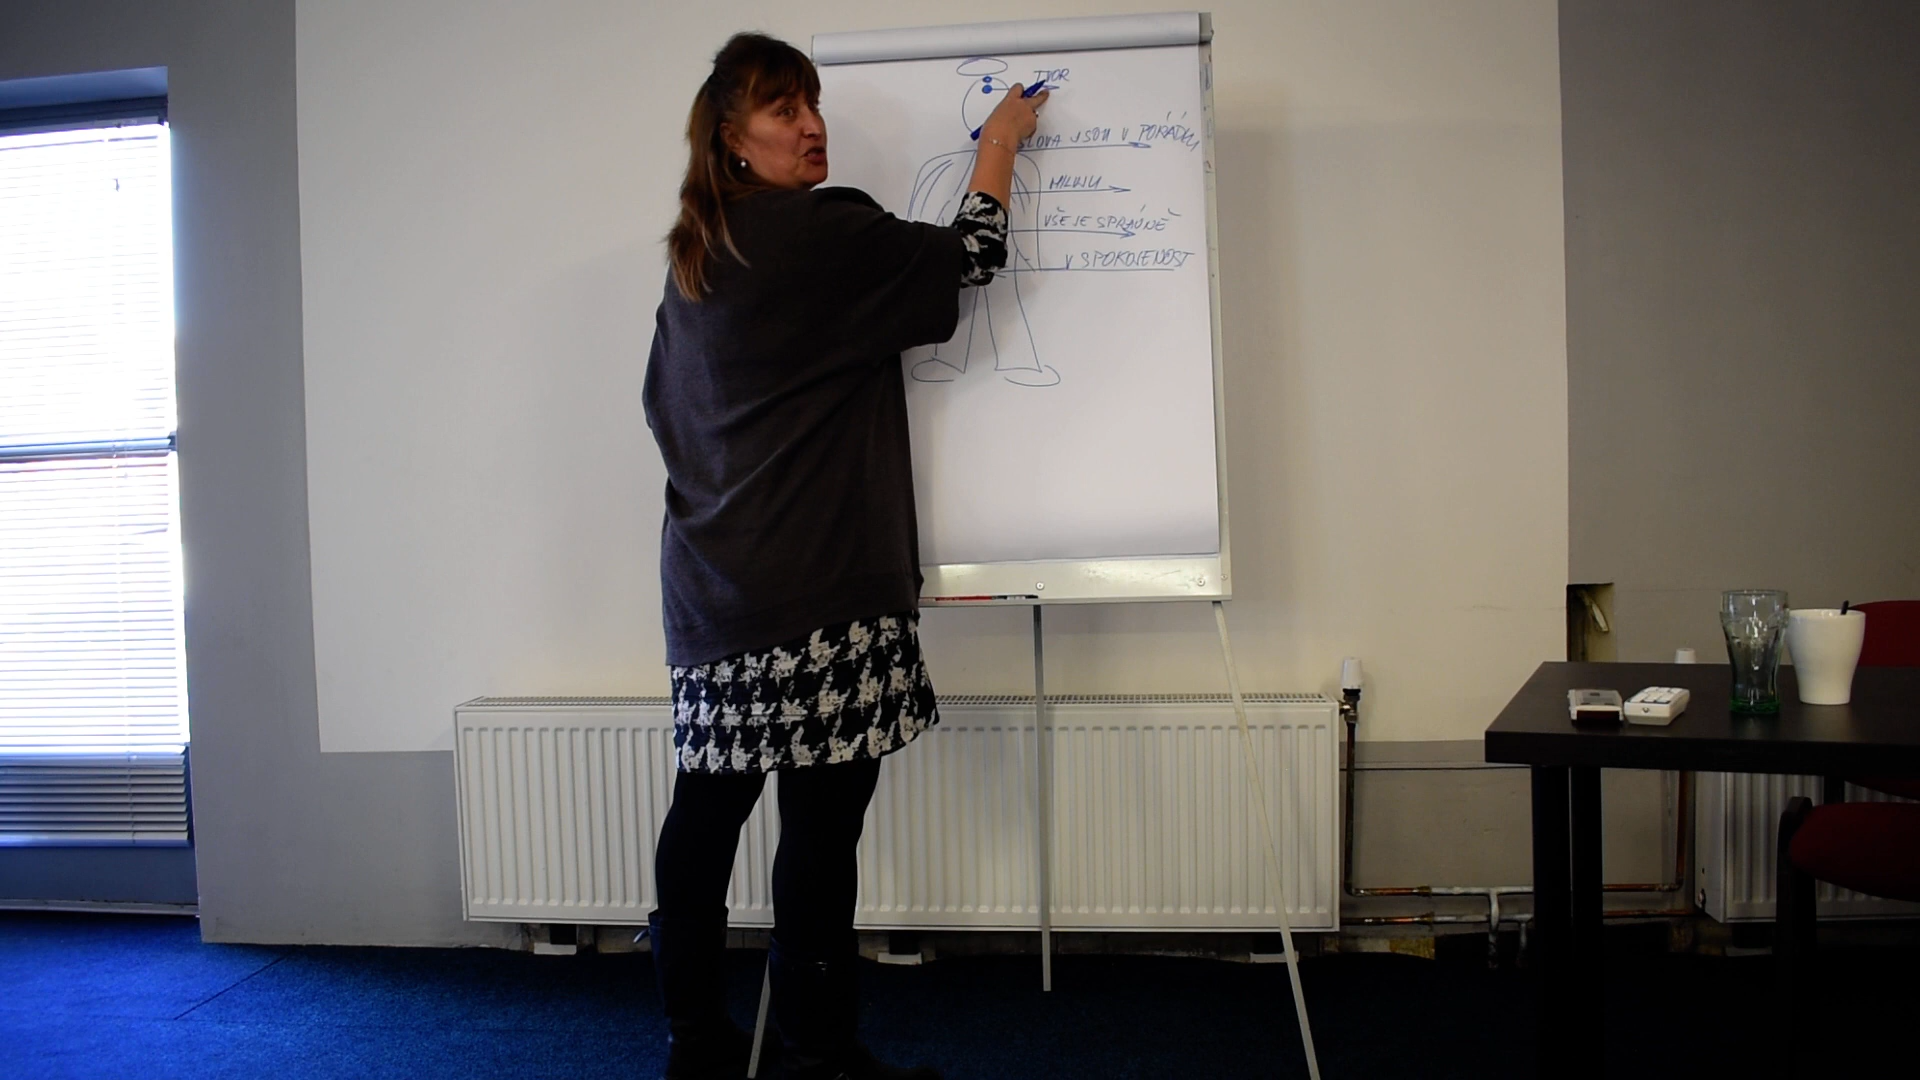 TVOR
SLOVA JSOU V POŘÁDKU
MILUJU
VŠE JE SPRÁVNĚ
V SPOKOJENOST